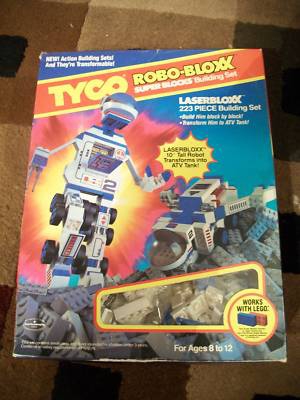 NEW! Action Building Sets!
And They're Transformable!
TYCO ROBO-BLOXX
SUPER BLOCKS Building Set
LASERBLOXX
223 PIECE Building Set
• Build Him block by block!
• Transform Him to ATV Tank!
LASERBLOXX
10" Tall Robot
Transforms into
ATV Tank!
2
WORKS
WITH LEGO
For Ages 8 to 12